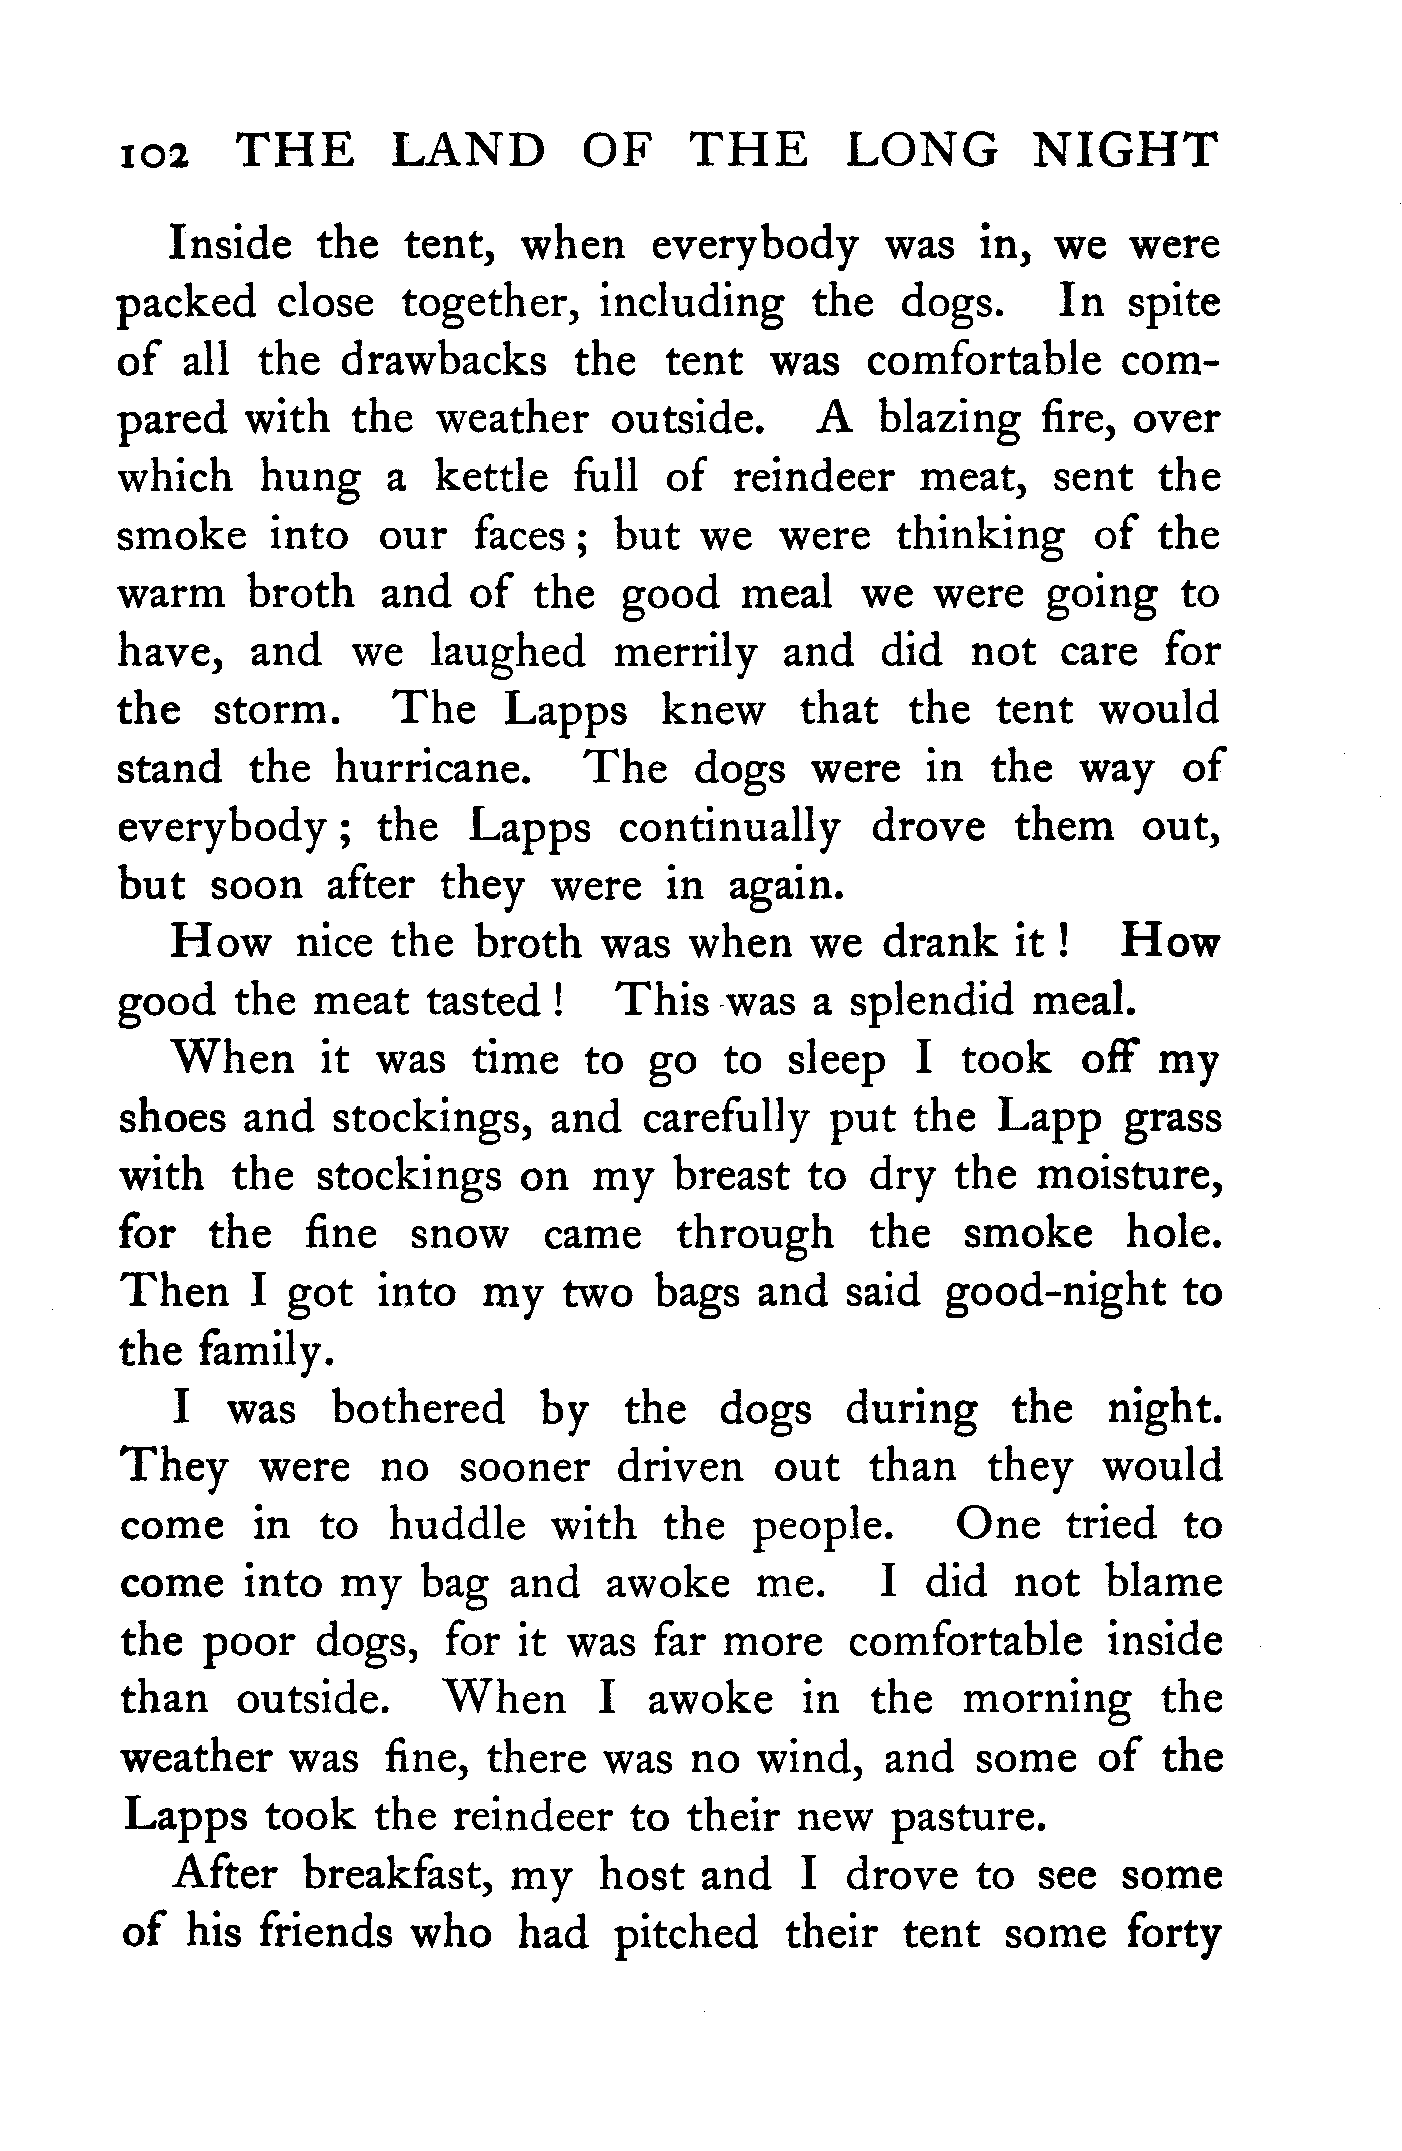 102 THE LAND OF THE LONG NIGHT
Inside the tent, when everybody was in, we were
packed close together, including the dogs. In spite
of all the drawbacks the tent was comfortable com-
pared with the weather outside. A blazing fire, over
which hung a kettle full of reindeer meat, sent the
smoke into our faces ; but we were thinking of the
warm broth and of the good meal we were going to
have, and we laughed merrily and did not care for
the storm. The Lapps knew that the tent would
stand the hurricane. The dogs were in the way of
everybody ; the Lapps continually drove them out,
but soon after they were in again.
How nice the broth was when we drank it ! How
good the meat tasted ! This was a splendid meal.
When it was time to go to sleep I took off my
shoes and stockings, and carefully put the Lapp grass
with the stockings on my breast to dry the moisture,
for the fine snow came through the smoke hole.
Then I got into my two bags and said good-night to
the family.
I was bothered by the dogs during the night.
They were no sooner driven out than they would
come in to huddle with the people. One tried to
come into my bag and awoke me. I did not blame
the poor dogs, for it was far more comfortable inside
than outside. When I awoke in the morning the
weather was fine, there was no wind, and some of the
Lapps took the reindeer to their new pasture.
After breakfast, my host and I drove to see some
of his friends who had pitched their tent some forty